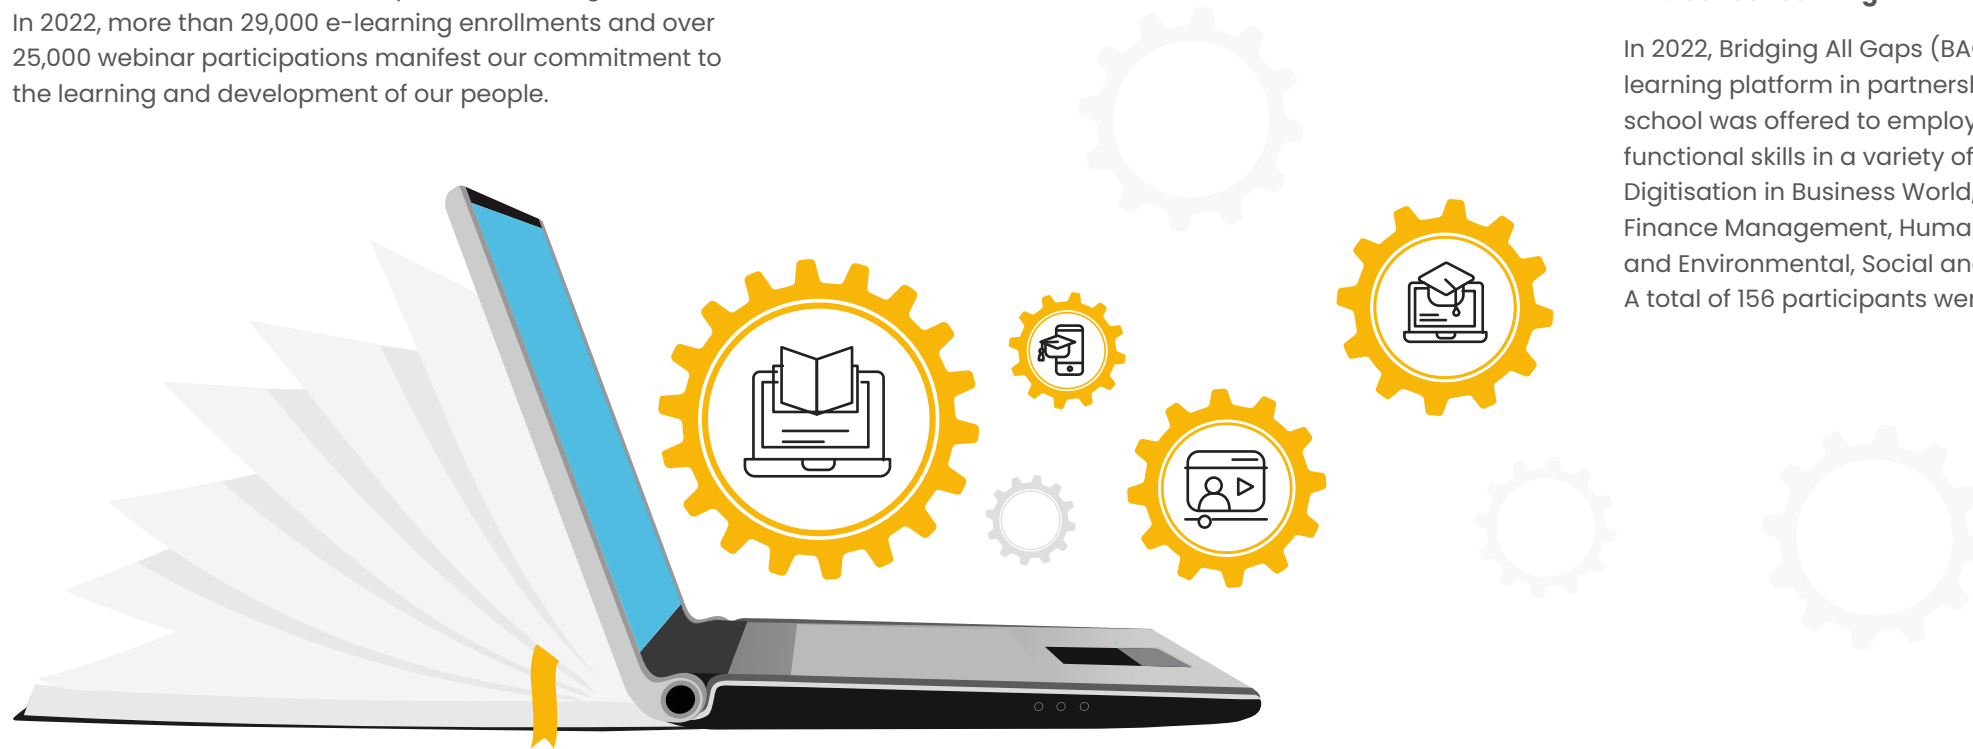 In 2022, more than 29,000 e-learning enrollments and over
25,000 webinar participations manifest our commitment to
the learning and development of our people.
In 2022, Bridging All Gaps
learning platform in
school was offered to
functional skills in a variety of
Digitisation in Business World,
Finance Management,
and Environmental, Social
A total of 156 participants